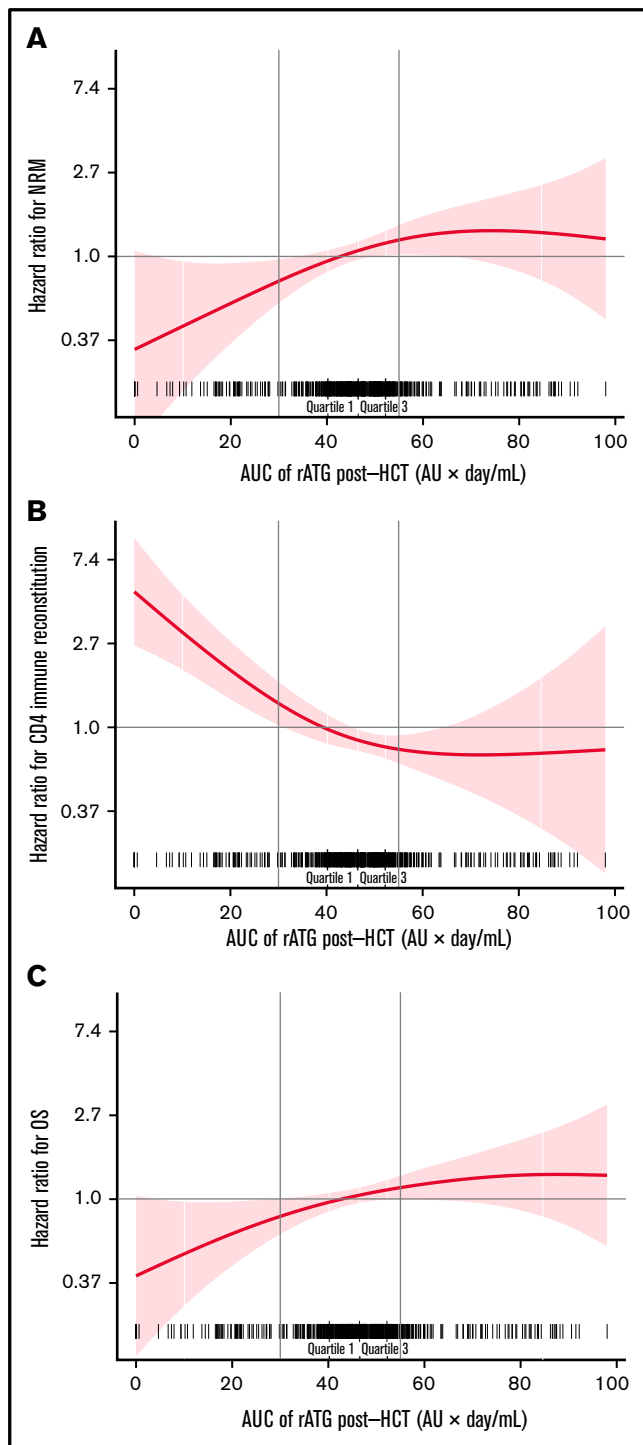 A
Hazard ratio for NRM
7.4
2.7
1.0
0.37
Quartile 1 Quartile 3
0 20 40 60 80 100
AUC of rATG post–HCT (AU × day/mL)
B
Hazard ratio for CD4 immune reconstitution
7.4
2.7
1.0
0.37
Quartile 1 Quartile 3
0 20 40 60 80 100
AUC of rATG post–HCT (AU × day/mL)
C
Hazard ratio for OS
7.4
2.7
1.0
0.37
Quartile 1 Quartile 3
0 20 40 60 80 100
AUC of rATG post–HCT (AU × day/mL)